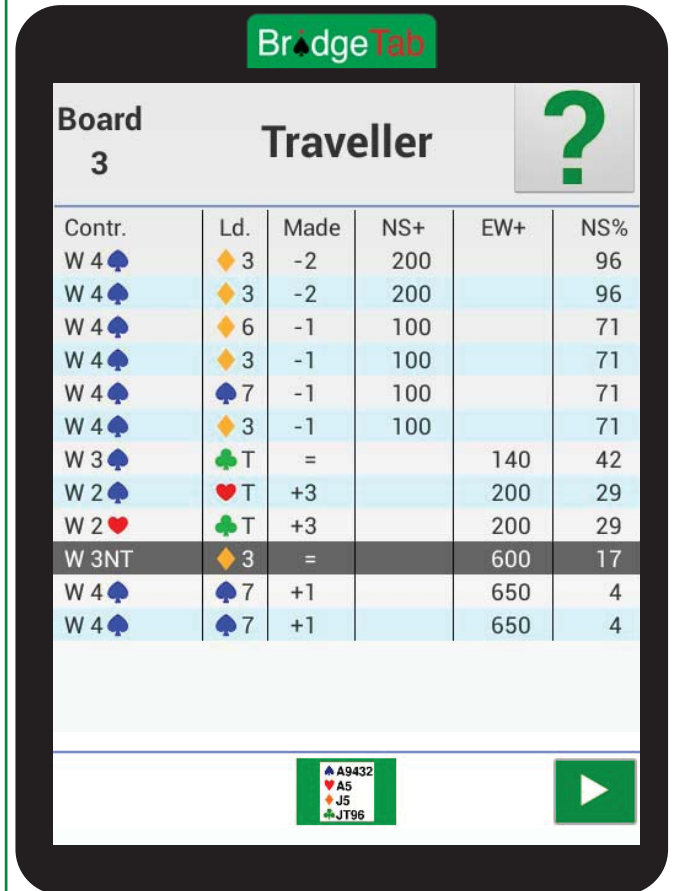 BridgeTab
Board
3
Traveller
?
Contr. Ld. Made NS+ EW+ NS%
W 4♠ ♦ 3 -2 200 96
W 4♠ ♦ 3 -2 200 96
W 4♠ ♦ 6 -1 100 71
W 4♠ ♦ 3 -1 100 71
W 4♠ ♠ 7 -1 100 71
W 4♠ ♦ 3 -1 100 71
W 3♠ ♣ T = 140 42
W 2♠ ♥ T +3 200 29
W 2♥ ♣ T +3 200 29
W 3NT ♦ 3 = 600 17
W 4♠ ♠ 7 +1 650 4
W 4♠ ♠ 7 +1 650 4
♠ A9432
♥ A5
♦ J5
♣ JT96